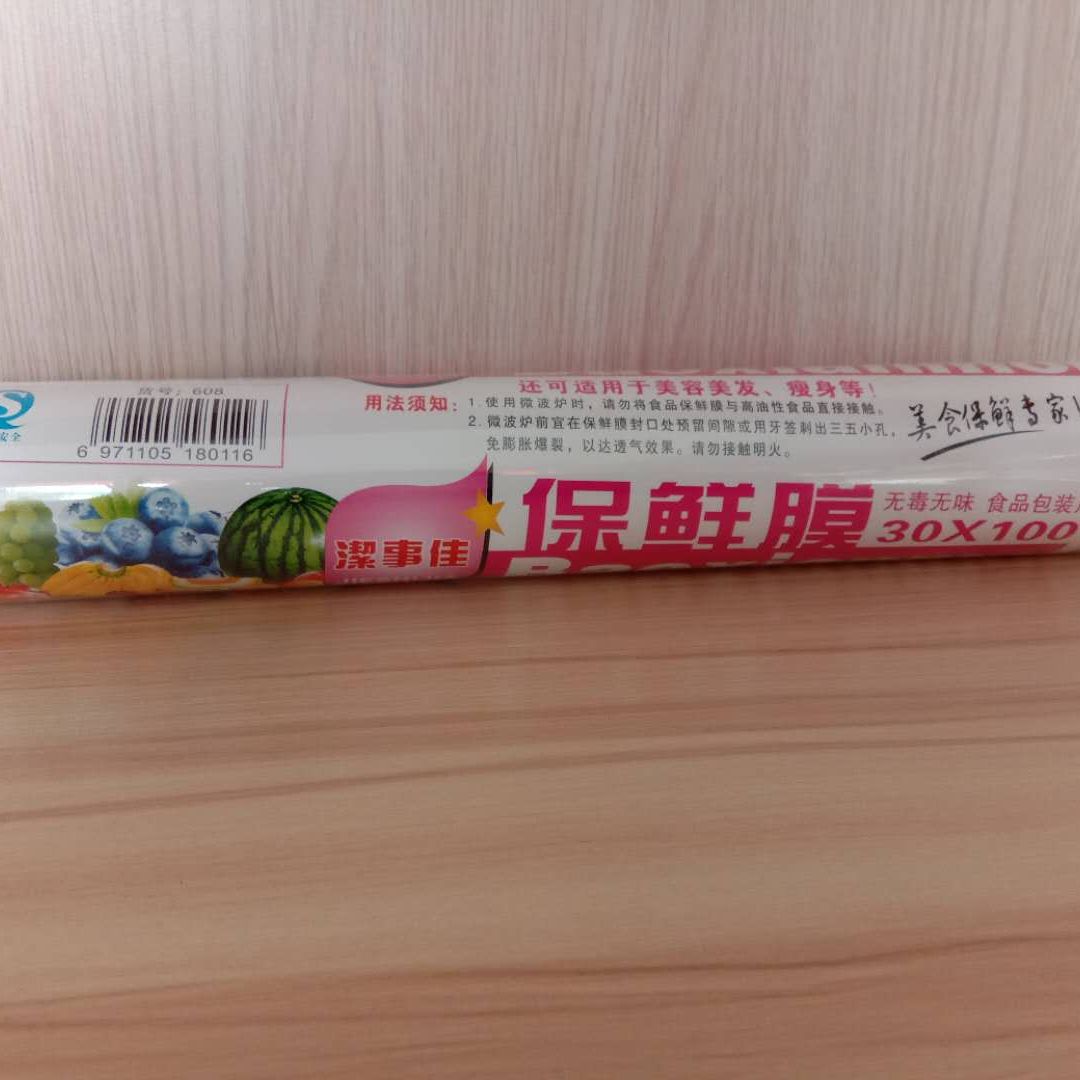 货号：608
安全
6 971105 180116
还可适用于美容美发、瘦身等！
用法须知：
1. 使用微波炉时，请勿将食品保鲜膜与高油性食品直接接触。
2. 微波炉前宜在保鲜膜封口处预留间隙或用牙签刺出三五小孔，
免膨胀爆裂，以达透气效果。请勿接触明火。
美食保鲜专家
潔事佳
保鲜膜
无毒无味 食品包装
30X100